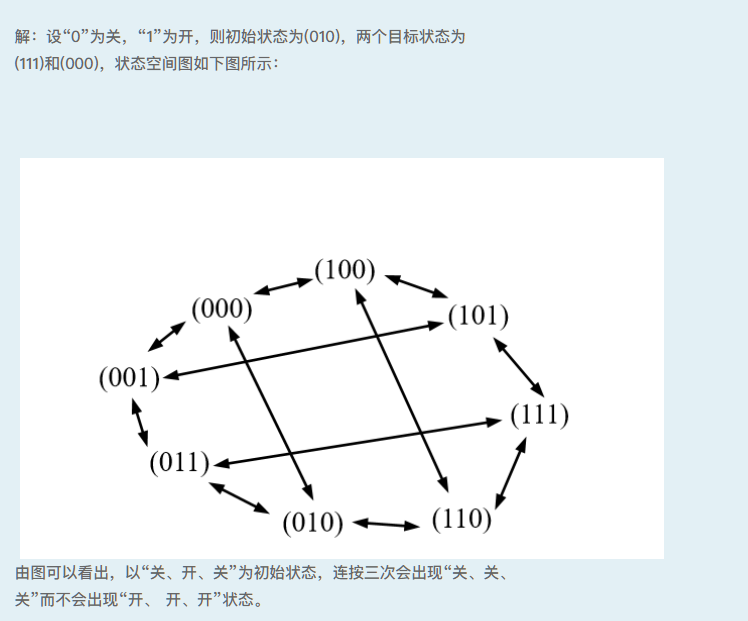 解：设“0”为关，“1”为开，则初始状态为(010)，两个目标状态为
(111)和(000)，状态空间图如下图所示：
(100)
(000)
(101)
(001)
(111)
(011)
(010)
(110)
由图可以看出，以“关、开、关”为初始状态，连按三次会出现“关、关、
关”而不会出现“开、 开、开”状态。